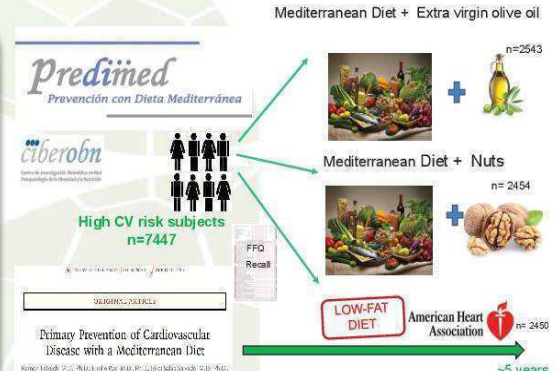 Mediterranean Diet + Extra virgin olive oil
n=2543
Predimed
Prevención con Dieta Mediterránea
ciberobn
Mediterranean Diet + Nuts
n= 2454
High CV risk subjects
n=7447
FFQ
Recall
ORIGINAL ARTICLE
LOW-FAT
DIET
American Heart
Association
n= 2450
Primary Prevention of Cardiovascular
Disease with a Mediterranean Diet
~5 years